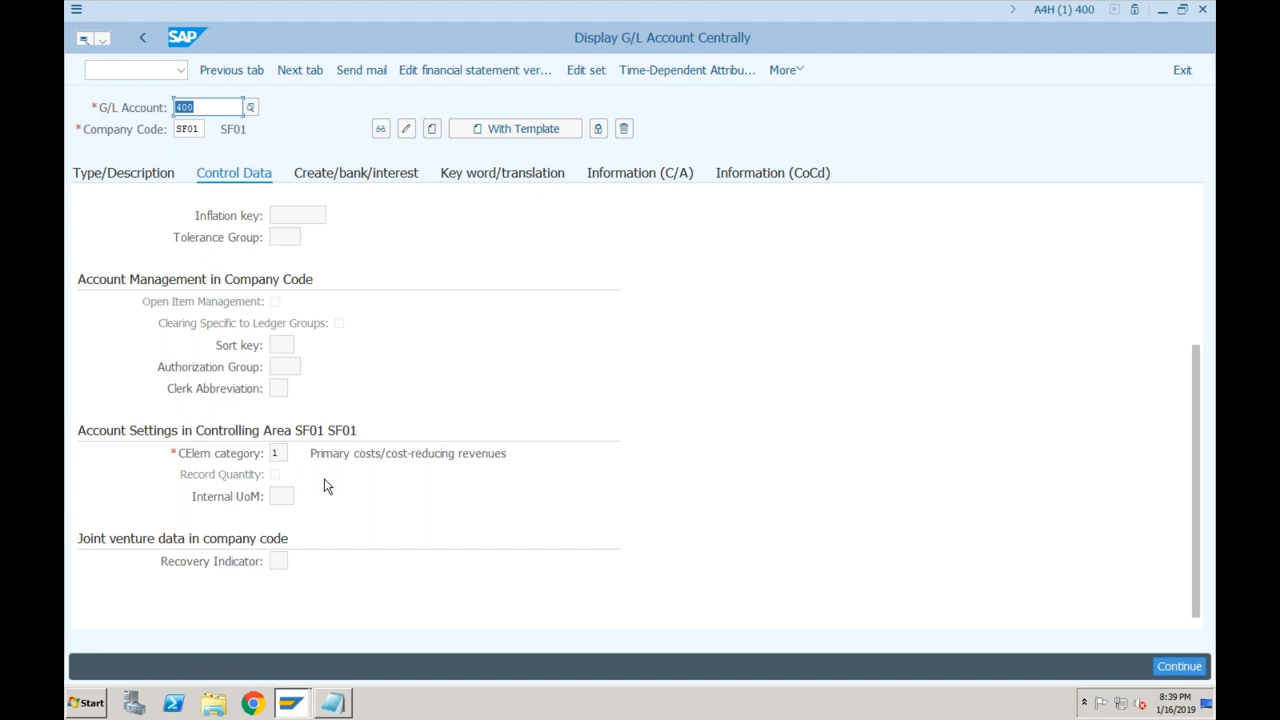 A4H (1) 400
SAP
Display G/L Account Centrally
Previous tab Next tab Send mail Edit financial statement ver... Edit set Time-Dependent Attribu... More Exit
*G/L Account: 400
*Company Code: SF01 SF01 With Template
Type/Description Control Data Create/bank/interest Key word/translation Information (C/A) Information (CoCd)
Inflation key:
Tolerance Group:
Account Management in Company Code
Open Item Management:
Clearing Specific to Ledger Groups:
Sort key:
Authorization Group:
Clerk Abbreviation:
Account Settings in Controlling Area SF01 SF01
*CElem category: 1 Primary costs/cost-reducing revenues
Record Quantity:
Internal UoM:
Joint venture data in company code
Recovery Indicator:
Continue
Start 8:39 PM
1/16/2019